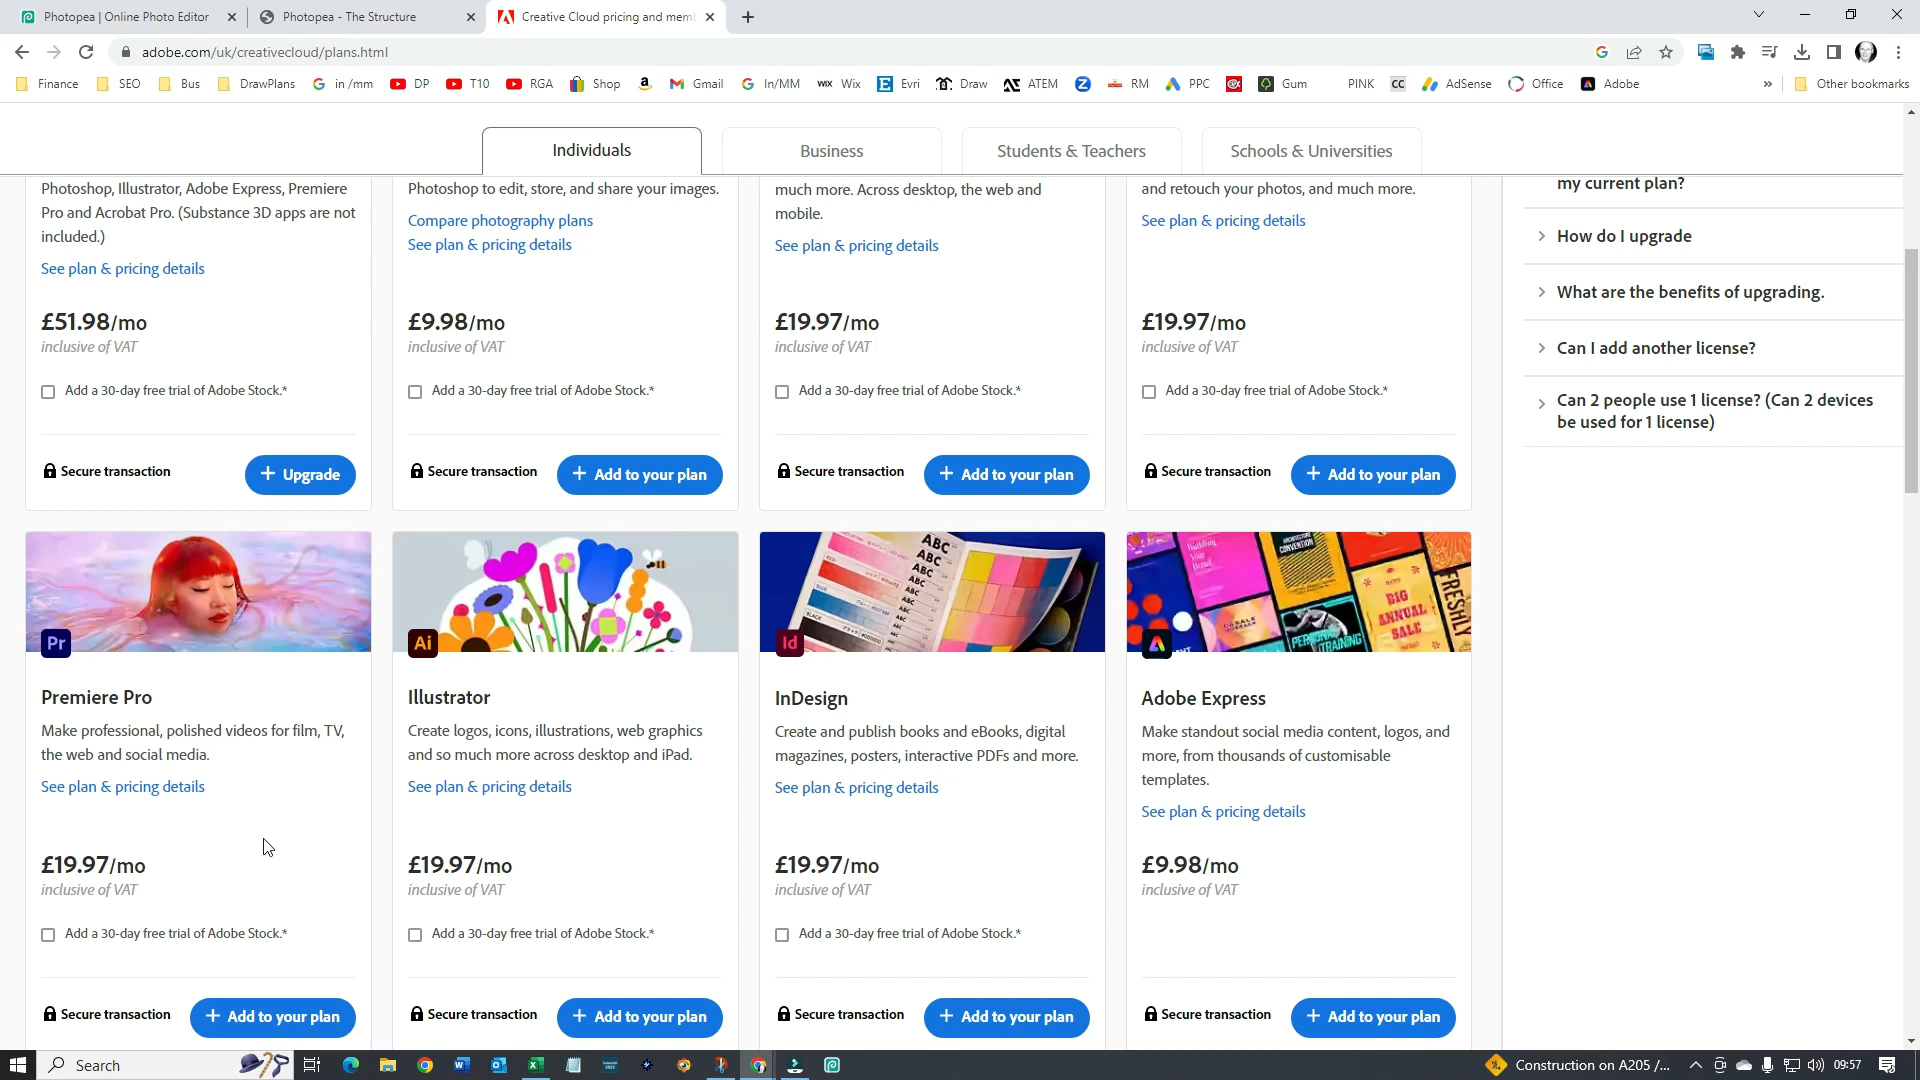 Photopea | Online Photo Editor
Photopea - The Structure
Creative Cloud pricing and mem
adobe.com/uk/creativecloud/plans.html
Finance
SEO
Bus
DrawPlans
in /mm
DP
T10
RGA
Shop
Gmail
In/MM
WIX Wix
Evri
Draw
ATEM
RM
PPC
Gum
PINK
CC
AdSense
Office
Adobe
Other bookmarks
Individuals
Business
Students & Teachers
Schools & Universities
Photoshop, Illustrator, Adobe Express, Premiere
Pro and Acrobat Pro. (Substance 3D apps are not
included.)
See plan & pricing details
£51.98/mo
inclusive of VAT
Add a 30-day free trial of Adobe Stock.*
Secure transaction
+ Upgrade
Photoshop to edit, store, and share your images.
Compare photography plans
See plan & pricing details
£9.98/mo
inclusive of VAT
Add a 30-day free trial of Adobe Stock.*
Secure transaction
+ Add to your plan
much more. Across desktop, the web and
mobile.
See plan & pricing details
£19.97/mo
inclusive of VAT
Add a 30-day free trial of Adobe Stock.*
Secure transaction
+ Add to your plan
and retouch your photos, and much more.
See plan & pricing details
£19.97/mo
inclusive of VAT
Add a 30-day free trial of Adobe Stock.*
Secure transaction
+ Add to your plan
my current plan?
How do I upgrade
What are the benefits of upgrading.
Can I add another license?
Can 2 people use 1 license? (Can 2 devices
be used for 1 license)
Pr
Premiere Pro
Make professional, polished videos for film, TV,
the web and social media.
See plan & pricing details
£19.97/mo
inclusive of VAT
Add a 30-day free trial of Adobe Stock.*
Secure transaction
+ Add to your plan
Ai
Illustrator
Create logos, icons, illustrations, web graphics
and so much more across desktop and iPad.
See plan & pricing details
£19.97/mo
inclusive of VAT
Add a 30-day free trial of Adobe Stock.*
Secure transaction
+ Add to your plan
ABC
ABC
ABC
ABC
ABC
Id
InDesign
Create and publish books and eBooks, digital
magazines, posters, interactive PDFs and more.
See plan & pricing details
£19.97/mo
inclusive of VAT
Add a 30-day free trial of Adobe Stock.*
Secure transaction
+ Add to your plan
Building
Your
Brand
ARCHITECTURE
CONVENTION
PERSONAL
TRAINING
BIG
ANNUAL
SALE
FRESHLY
Adobe Express
Make standout social media content, logos, and
more, from thousands of customisable
templates.
See plan & pricing details
£9.98/mo
inclusive of VAT
Secure transaction
+ Add to your plan
Search
Construction on A205 /...
09:57